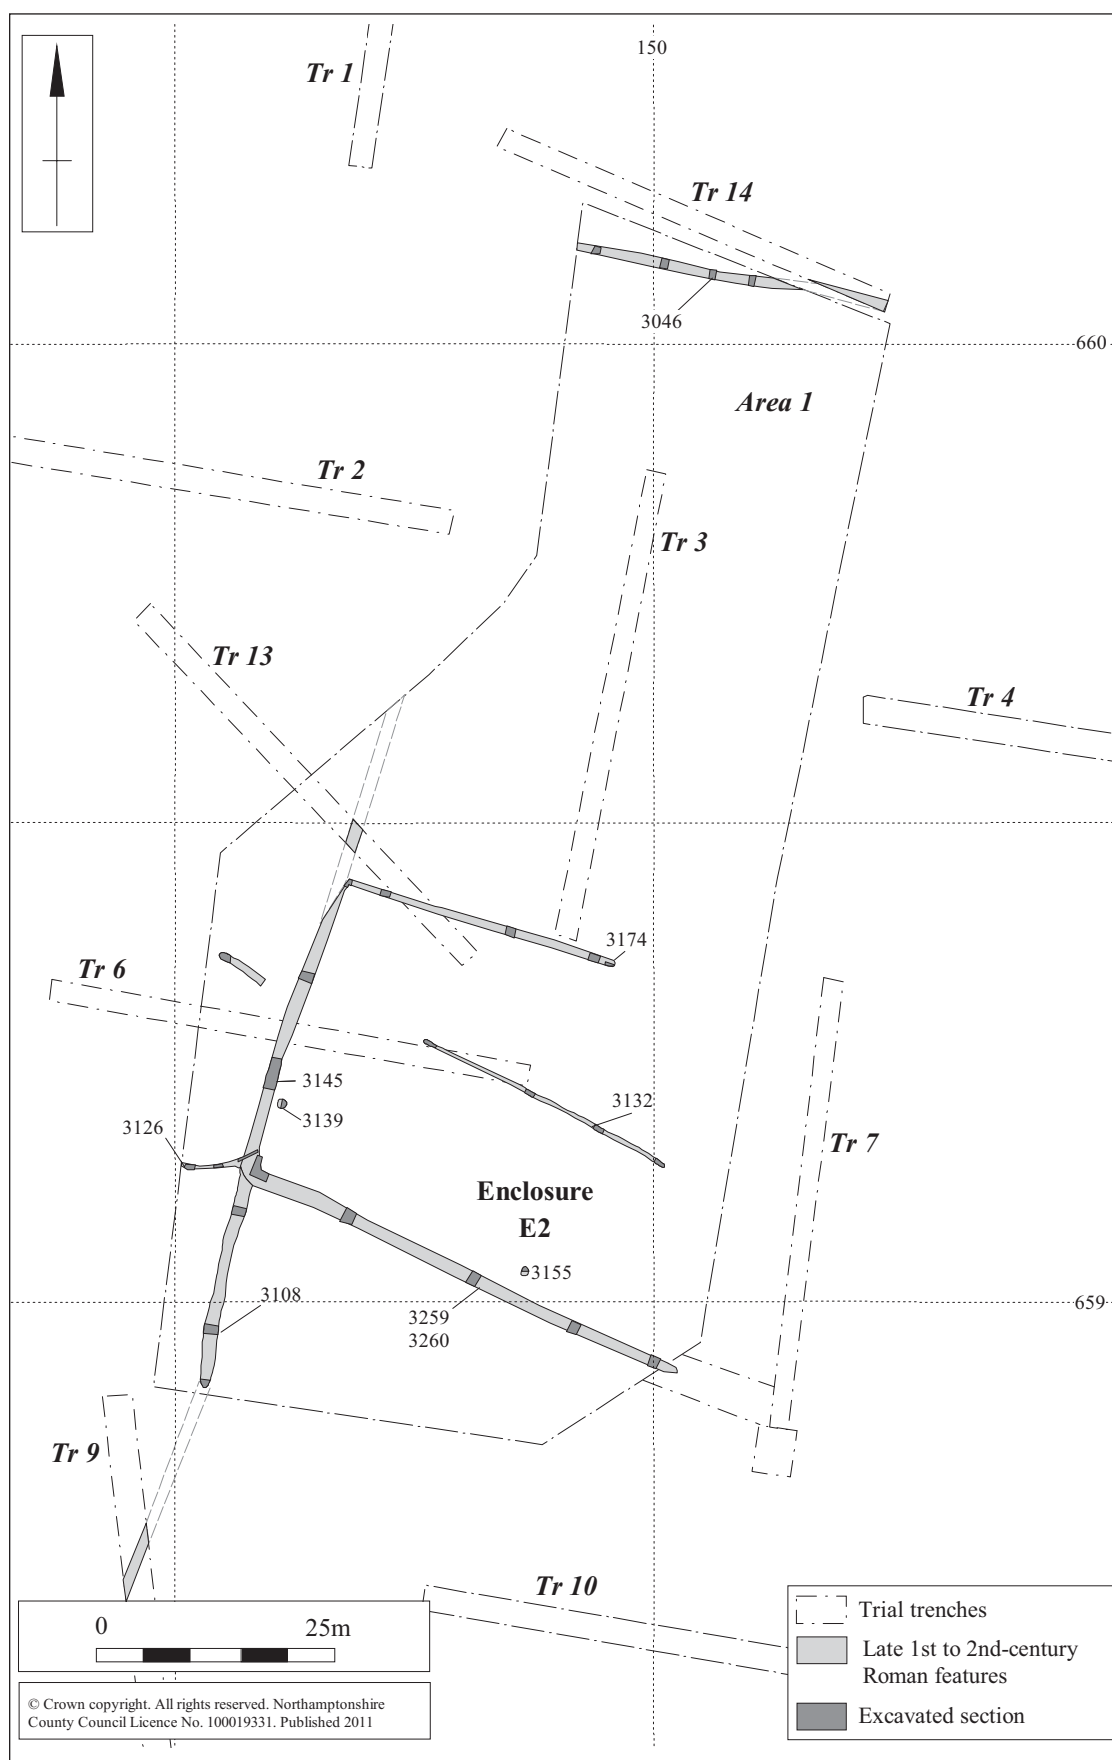 150
Tr 1
Tr 14
3046
660
Area 1
Tr 2
Tr 3
Tr 13
Tr 4
3174
Tr 6
3145
3132
3139
3126
Tr 7
Enclosure
E2
3155
3108
3259
3260
659
Tr 9
Tr 10
Trial trenches
Late 1st to 2nd-century
Roman features
Excavated section
0 25m
© Crown copyright. All rights reserved. Northamptonshire
County Council Licence No. 100019331. Published 2011